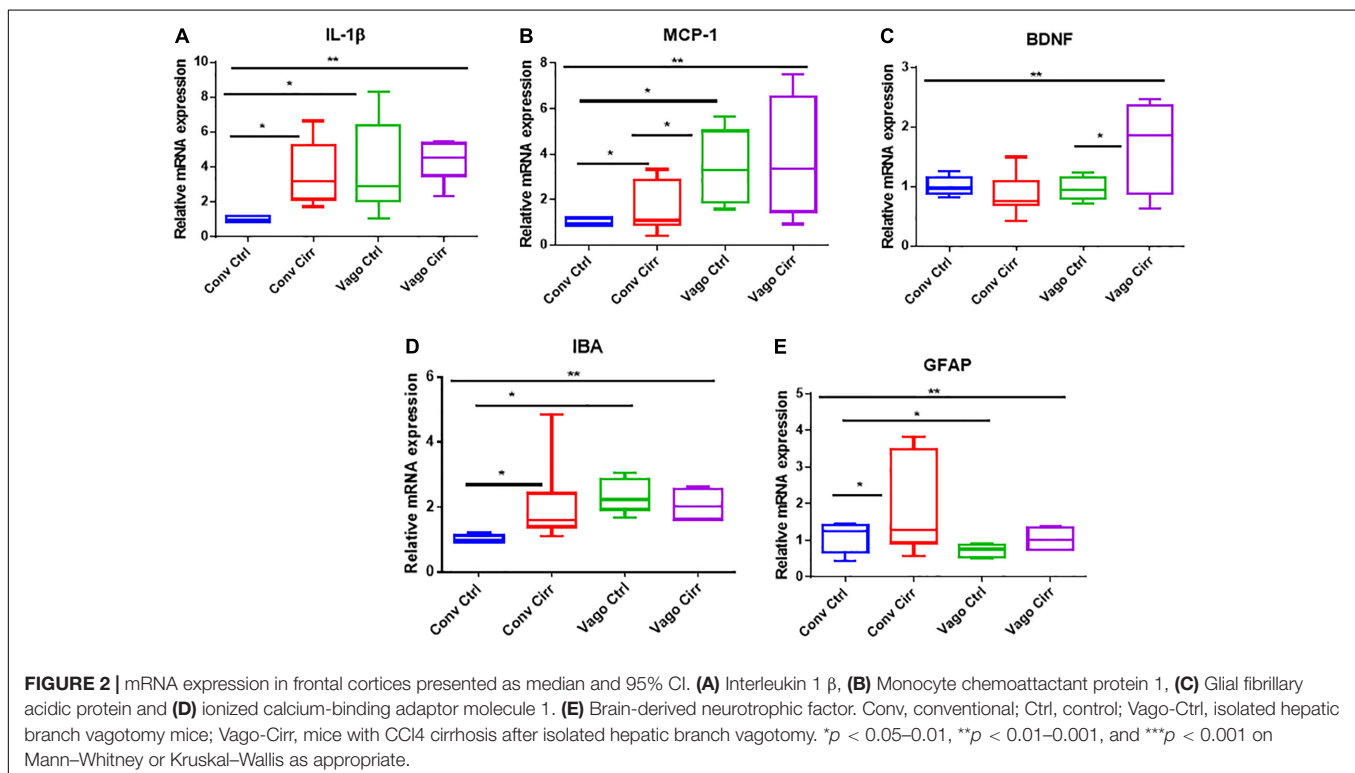 A
IL-1β
Relative mRNA expression
10
8
6
4
2
0
**
*
*
Conv Ctrl
Conv Cirr
Vago Ctrl
Vago Cirr
B
MCP-1
Relative mRNA expression
8
6
4
2
0
**
*
*
*
Conv Ctrl
Conv Cirr
Vago Ctrl
Vago Cirr
C
BDNF
Relative mRNA expression
3
2
1
0
**
*
Conv Ctrl
Conv Cirr
Vago Ctrl
Vago Cirr
D
IBA
Relative mRNA expression
6
4
2
0
**
*
*
Conv Ctrl
Conv Cirr
Vago Ctrl
Vago Cirr
E
GFAP
Relative mRNA expression
5
4
3
2
1
0
**
*
*
Conv Ctrl
Conv Cirr
Vago Ctrl
Vago Cirr
FIGURE 2 | mRNA expression in frontal cortices presented as median and 95% CI. (A) Interleukin 1 β, (B) Monocyte chemoattactant protein 1, (C) Glial fibrillary
acidic protein and (D) ionized calcium-binding adaptor molecule 1. (E) Brain-derived neurotrophic factor. Conv, conventional; Ctrl, control; Vago-Ctrl, isolated hepatic
branch vagotomy mice; Vago-Cirr, mice with CCl4 cirrhosis after isolated hepatic branch vagotomy. *p < 0.05–0.01, **p < 0.01–0.001, and ***p < 0.001 on
Mann–Whitney or Kruskal–Wallis as appropriate.